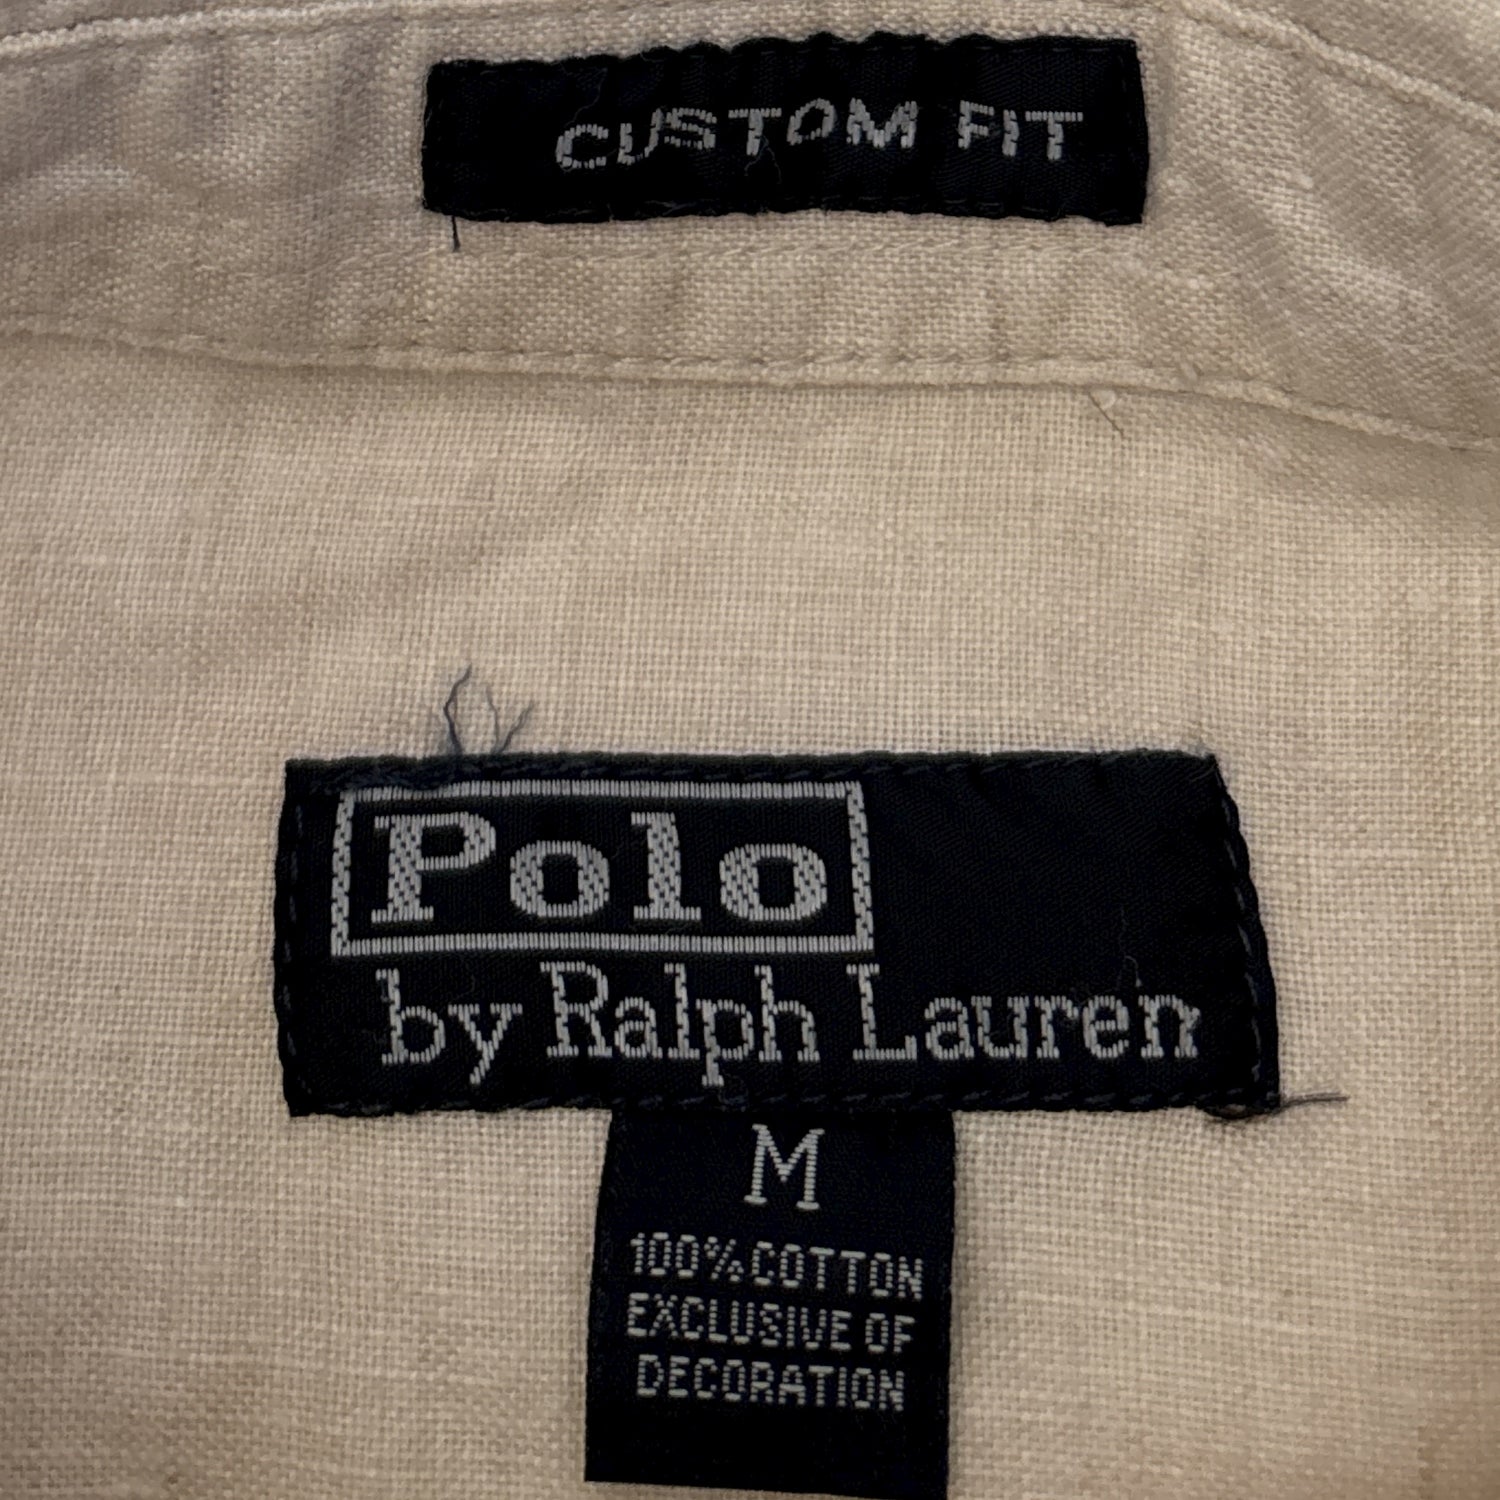 CUSTOM FIT
Polo
by Ralph Lauren
M
100% COTTON
EXCLUSIVE OF
DECORATION